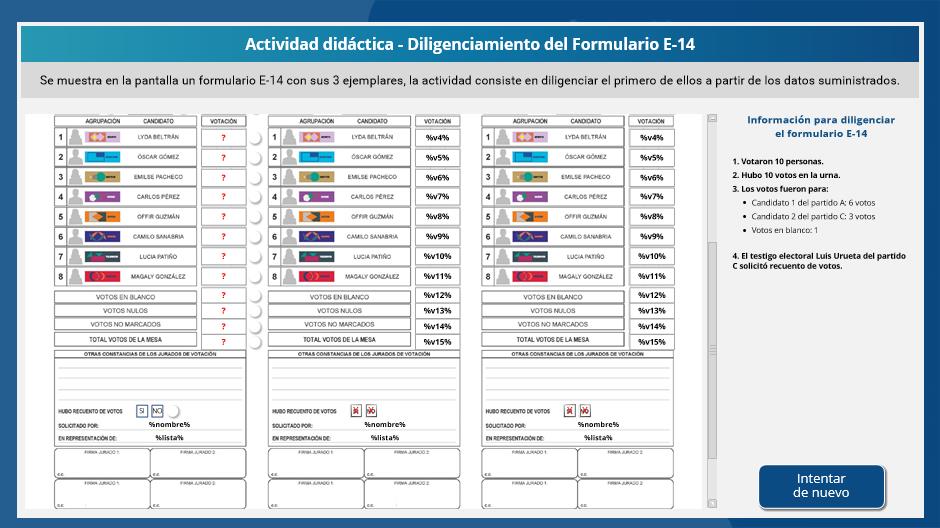 Actividad didáctica - Diligenciamiento del Formulario E-14
Se muestra en la pantalla un formulario E-14 con sus 3 ejemplares, la actividad consiste en diligenciar el primero de ellos a partir de los datos suministrados.
AGRUPACIÓN CANDIDATO VOTACIÓN
1 LYDA BELTRÁN ?
2 ÓSCAR GÓMEZ ?
3 EMILSE PACHECO ?
4 CARLOS PÉREZ ?
5 OFFIR GUZMÁN ?
6 CAMILO SANABRIA ?
7 LUCIA PATIÑO ?
8 MAGALY GONZÁLEZ ?
VOTOS EN BLANCO ?
VOTOS NULOS ?
VOTOS NO MARCADOS ?
TOTAL VOTOS DE LA MESA ?
OTRAS CONSTANCIAS DE LOS JURADOS DE VOTACIÓN
HUBO RECUENTO DE VOTOS SI NO
SOLICITADO POR: %nombre%
EN REPRESENTACIÓN DE: %lista%
FIRMA JURADO 1: FIRMA JURADO 2:
C.C. C.C.
FIRMA JURADO 1: FIRMA JURADO 2:
C.C. C.C.
AGRUPACIÓN CANDIDATO VOTACIÓN
1 LYDA BELTRÁN %v4%
2 ÓSCAR GÓMEZ %v5%
3 EMILSE PACHECO %v6%
4 CARLOS PÉREZ %v7%
5 OFFIR GUZMÁN %v8%
6 CAMILO SANABRIA %v9%
7 LUCIA PATIÑO %v10%
8 MAGALY GONZÁLEZ %v11%
VOTOS EN BLANCO %v12%
VOTOS NULOS %v13%
VOTOS NO MARCADOS %v14%
TOTAL VOTOS DE LA MESA %v15%
OTRAS CONSTANCIAS DE LOS JURADOS DE VOTACIÓN
HUBO RECUENTO DE VOTOS SI NO
SOLICITADO POR: %nombre%
EN REPRESENTACIÓN DE: %lista%
FIRMA JURADO 1: FIRMA JURADO 2:
C.C. C.C.
FIRMA JURADO 1: FIRMA JURADO 2:
C.C. C.C.
AGRUPACIÓN CANDIDATO VOTACIÓN
1 LYDA BELTRÁN %v4%
2 ÓSCAR GÓMEZ %v5%
3 EMILSE PACHECO %v6%
4 CARLOS PÉREZ %v7%
5 OFFIR GUZMÁN %v8%
6 CAMILO SANABRIA %v9%
7 LUCIA PATIÑO %v10%
8 MAGALY GONZÁLEZ %v11%
VOTOS EN BLANCO %v12%
VOTOS NULOS %v13%
VOTOS NO MARCADOS %v14%
TOTAL VOTOS DE LA MESA %v15%
OTRAS CONSTANCIAS DE LOS JURADOS DE VOTACIÓN
HUBO RECUENTO DE VOTOS SI NO
SOLICITADO POR: %nombre%
EN REPRESENTACIÓN DE: %lista%
FIRMA JURADO 1: FIRMA JURADO 2:
C.C. C.C.
FIRMA JURADO 1: FIRMA JURADO 2:
C.C. C.C.
Información para diligenciar
el formulario E-14
1. Votaron 10 personas.
2. Hubo 10 votos en la urna.
3. Los votos fueron para:
• Candidato 1 del partido A: 6 votos
• Candidato 2 del partido C: 3 votos
• Votos en blanco: 1
4. El testigo electoral Luis Urueta del partido
C solicitó recuento de votos.
Intentar
de nuevo